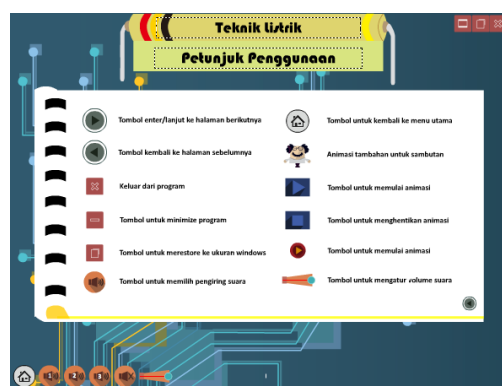 Teknik Listrik
Petunjuk Penggunaan
Tombol enter/lanjut ke halaman berikutnya
Tombol kembali ke halaman sebelumnya
Keluar dari program
Tombol untuk minimize program
Tombol untuk merestore ke ukuran windows
Tombol untuk memilih pengiring suara
Tombol untuk kembali ke menu utama
Animasi tambahan untuk sambutan
Tombol untuk memulai animasi
Tombol untuk menghentikan animasi
Tombol untuk memulai animasi
Tombol untuk mengatur volume suara
1 2 3